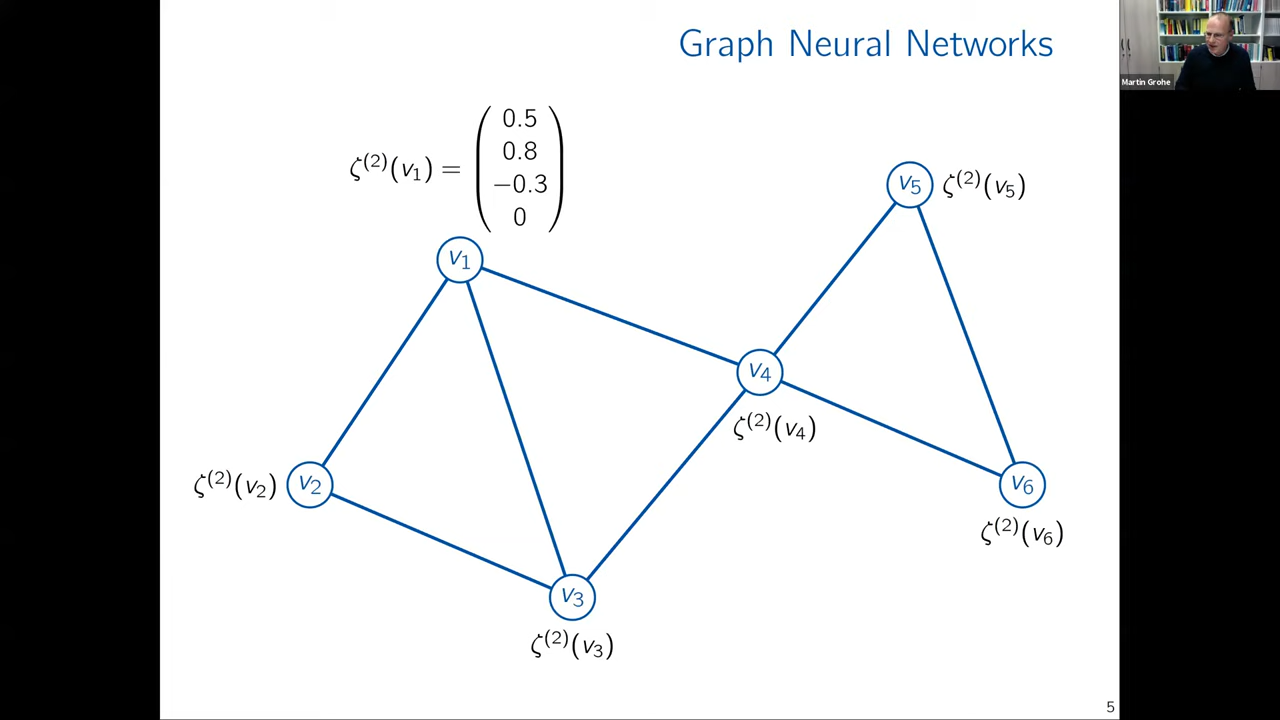 Graph Neural Networks
Martin Grohe
ζ⁽²⁾(v₁) =
0.5
0.8
−0.3
0
v₅ ζ⁽²⁾(v₅)
v₁
v₄
ζ⁽²⁾(v₄)
ζ⁽²⁾(v₂) v₂
v₆
ζ⁽²⁾(v₆)
v₃
ζ⁽²⁾(v₃)
5